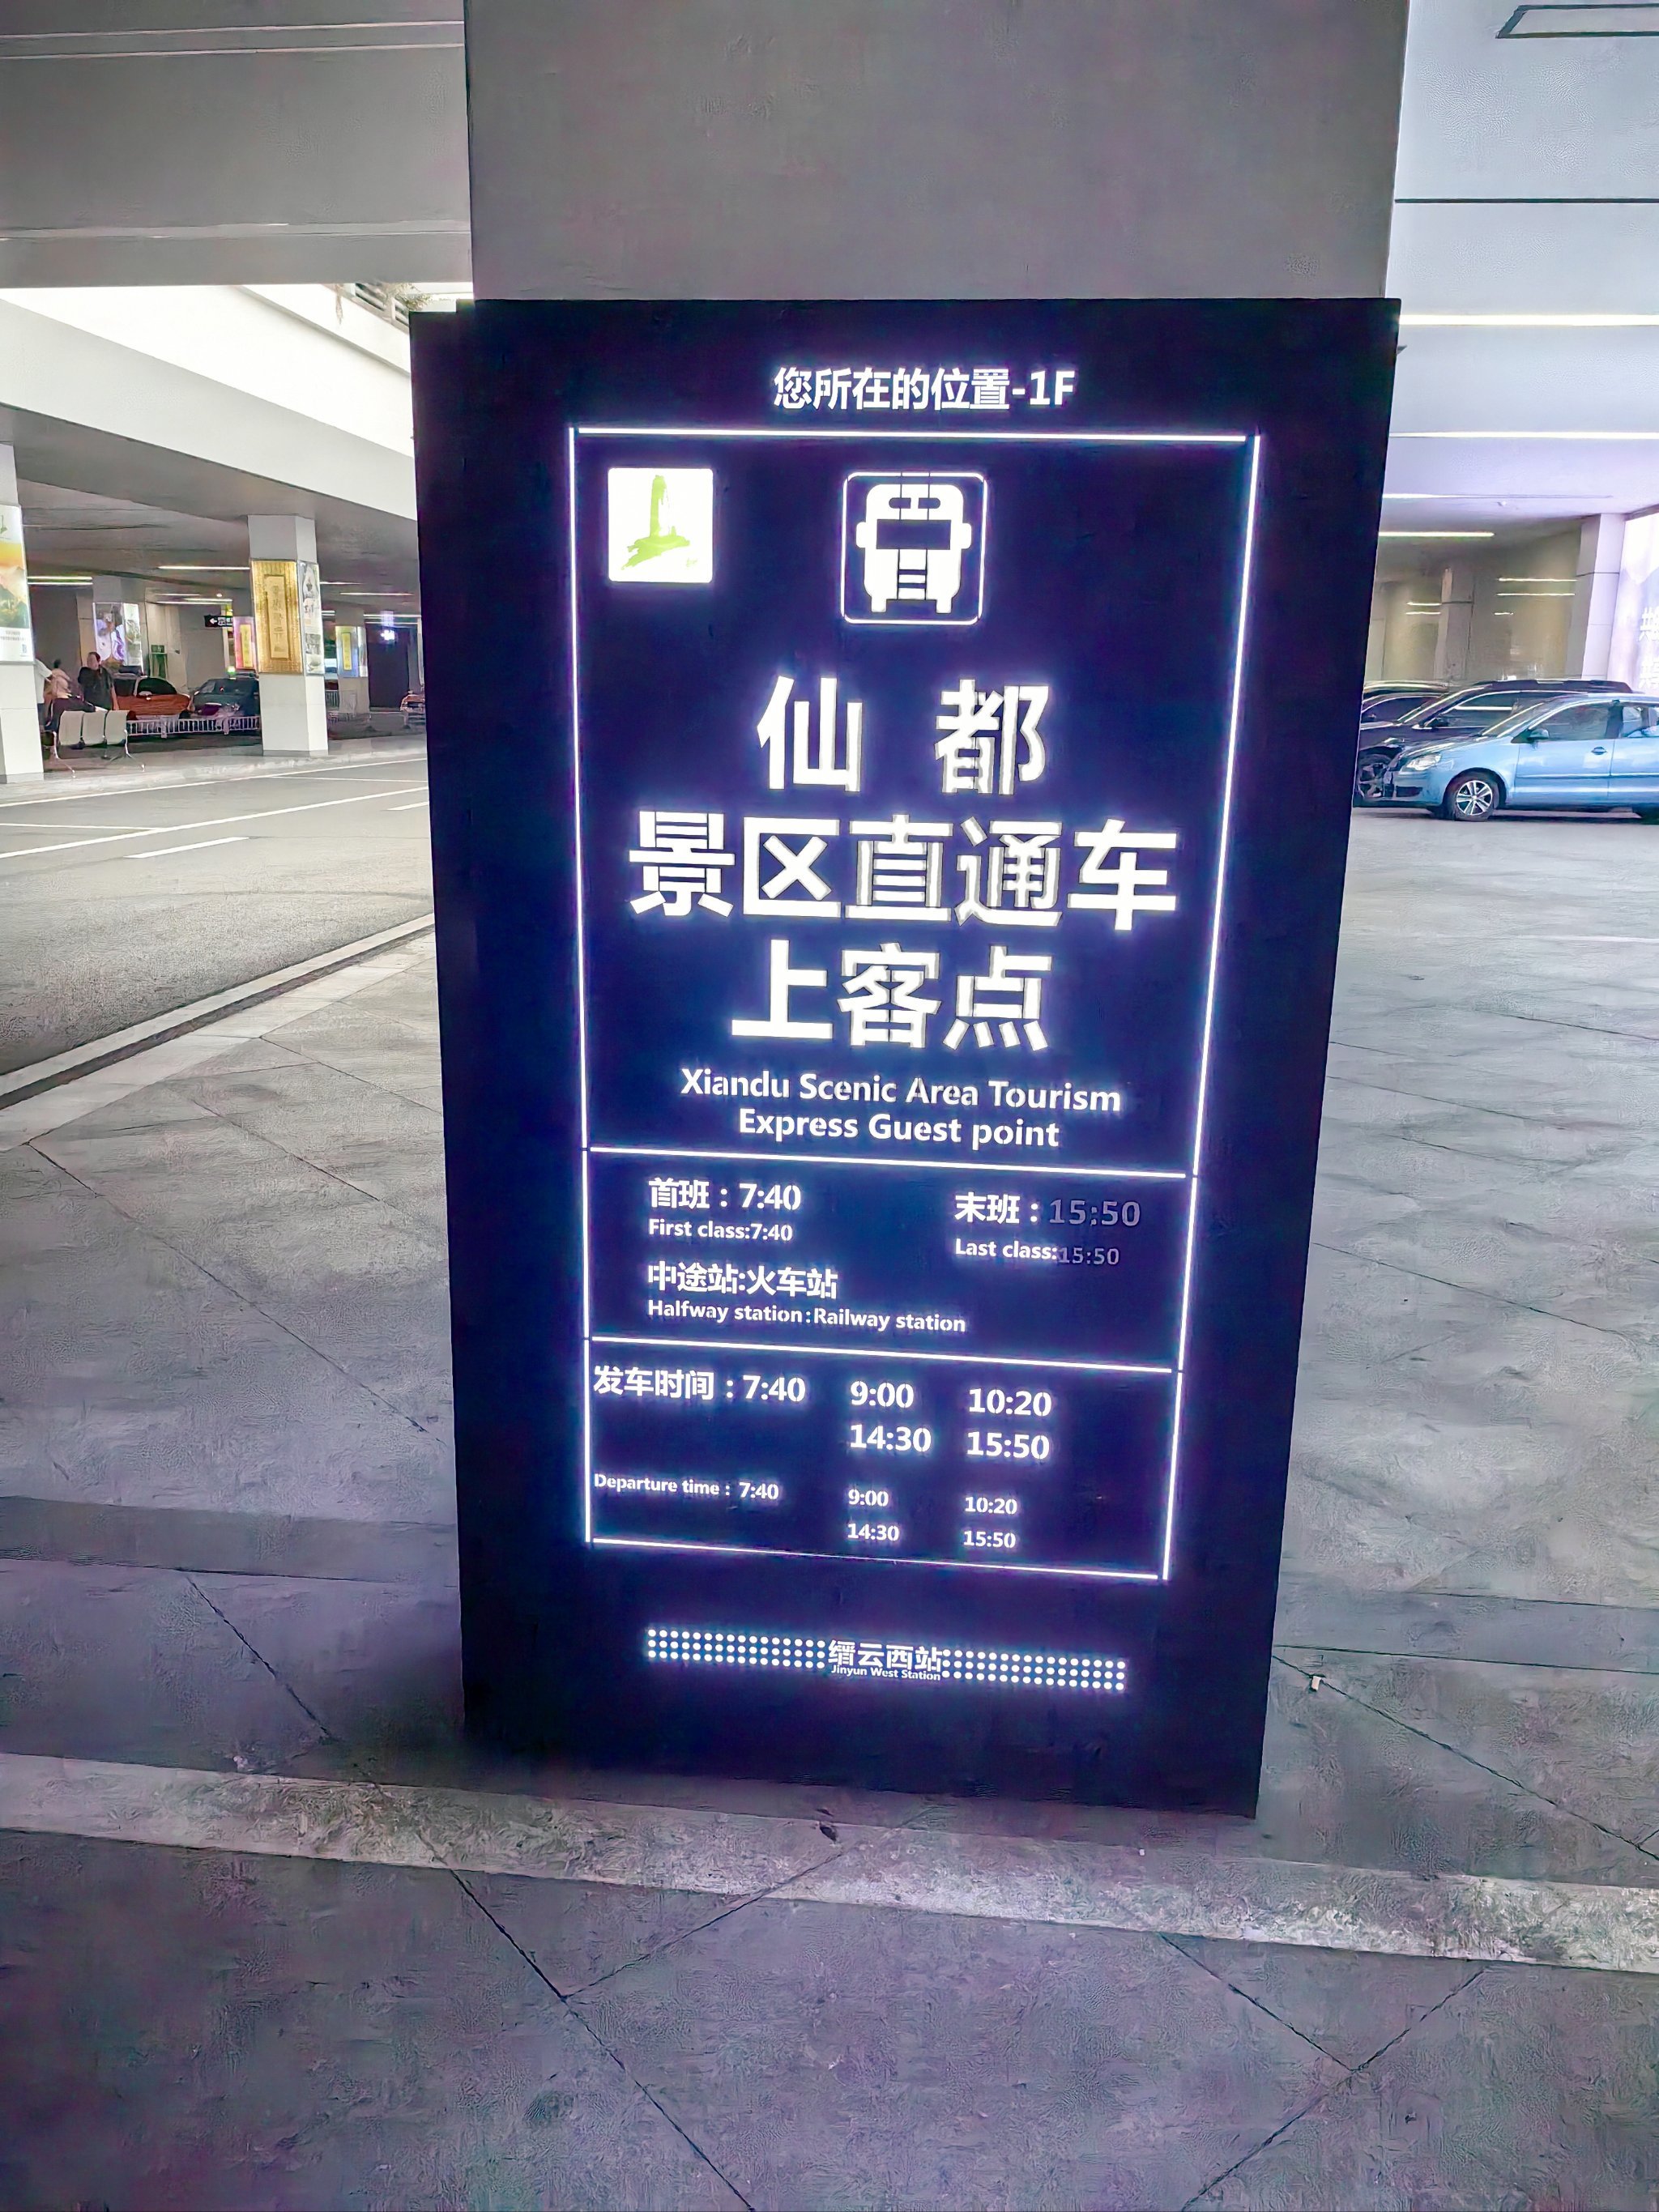 您所在的位置-1F
仙 都
景区直通车
上客点
Xiandu Scenic Area Tourism
Express Guest point
首班：7:40 末班：15:50
First class:7:40 Last class:15:50
中途站:火车站
Halfway station:Railway station
发车时间：7:40 9:00 10:20
14:30 15:50
Departure time：7:40 9:00 10:20
14:30 15:50
缙云西站
Jinyun West Station